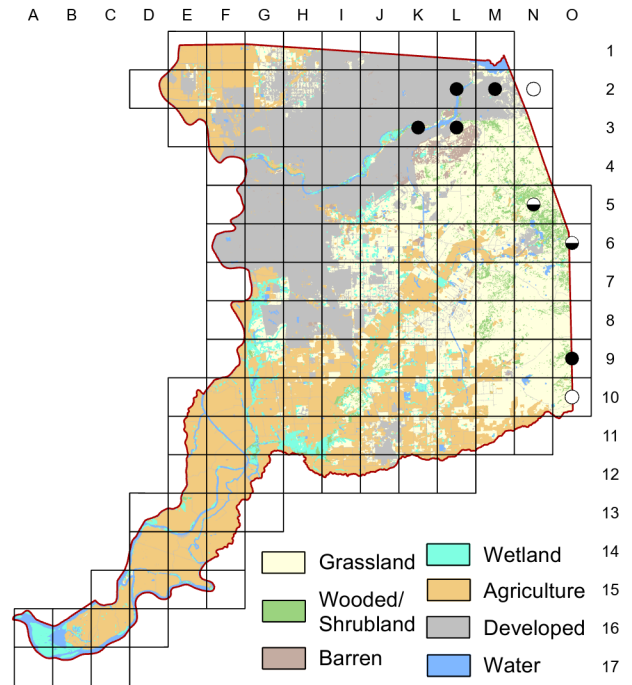 A B C D E F G H I J K L M N O
1
2
3
4
5
6
7
8
9
10
11
12
13
14
15
16
17
Grassland
Wooded/
Shrubland
Barren
Wetland
Agriculture
Developed
Water